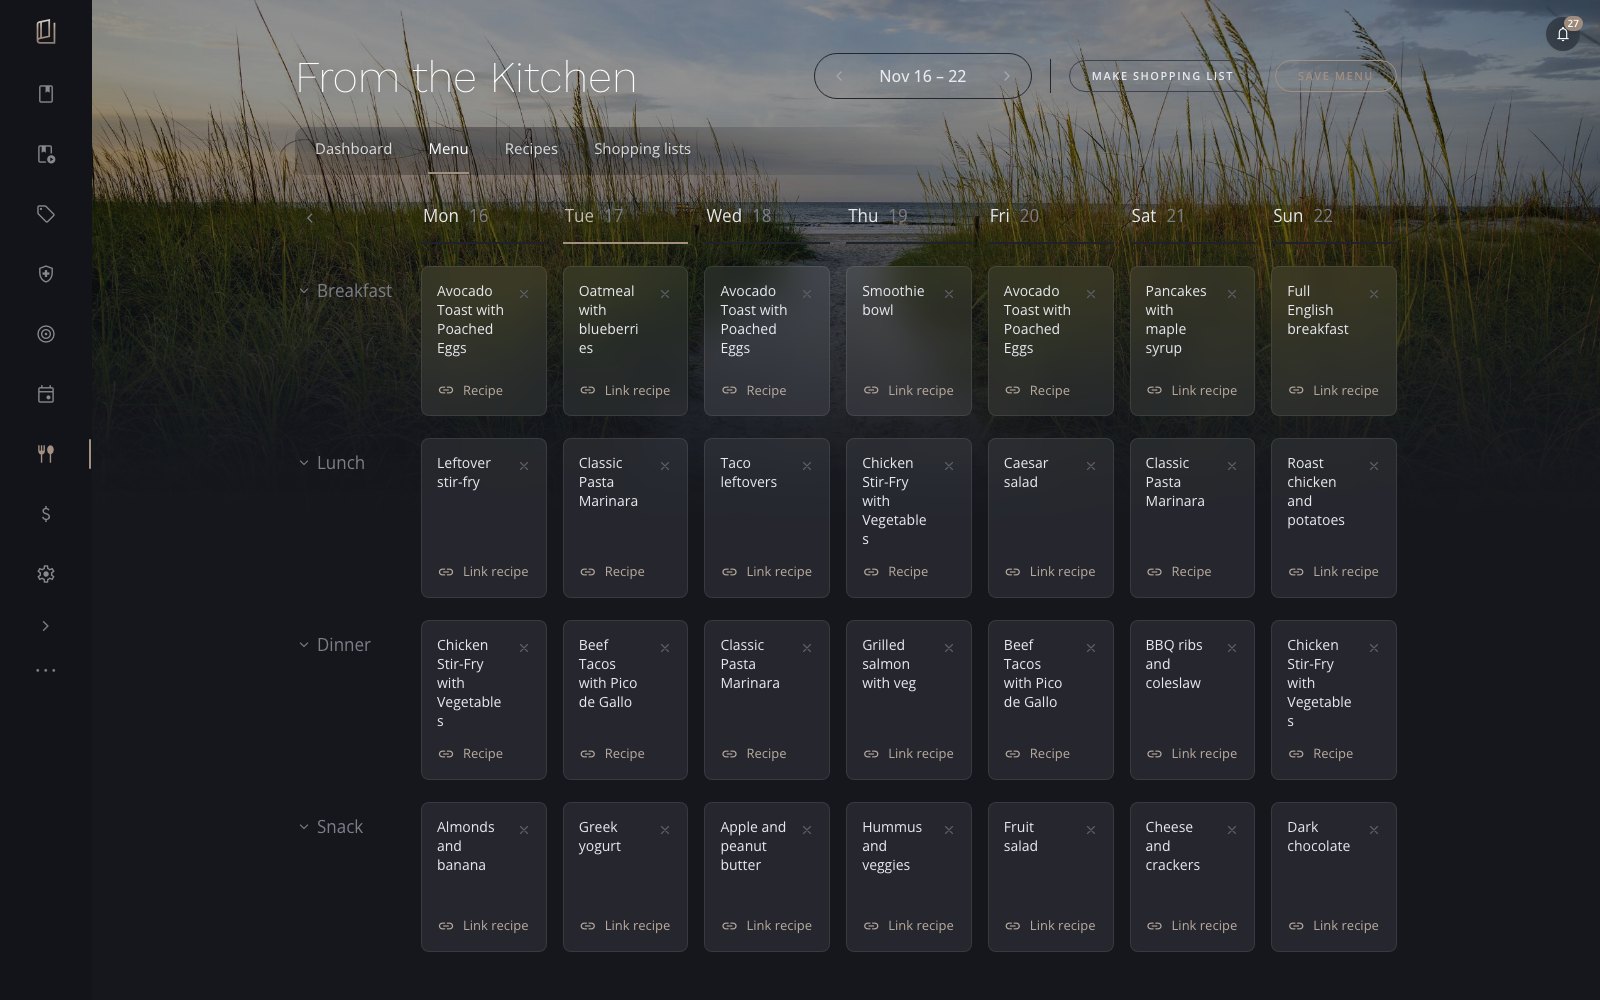 27
From the Kitchen
Nov 16 – 22
MAKE SHOPPING LIST
SAVE MENU
Dashboard Menu Recipes Shopping lists
Mon 16 Tue 17 Wed 18 Thu 19 Fri 20 Sat 21 Sun 22
Breakfast
Avocado
Toast with
Poached
Eggs
Recipe
Oatmeal
with
blueberri
es
Link recipe
Avocado
Toast with
Poached
Eggs
Recipe
Smoothie
bowl
Link recipe
Avocado
Toast with
Poached
Eggs
Recipe
Pancakes
with
maple
syrup
Link recipe
Full
English
breakfast
Link recipe
Lunch
Leftover
stir-fry
Link recipe
Classic
Pasta
Marinara
Recipe
Taco
leftovers
Link recipe
Chicken
Stir-Fry
with
Vegetable
s
Recipe
Caesar
salad
Link recipe
Classic
Pasta
Marinara
Recipe
Roast
chicken
and
potatoes
Link recipe
Dinner
Chicken
Stir-Fry
with
Vegetable
s
Recipe
Beef
Tacos
with Pico
de Gallo
Recipe
Classic
Pasta
Marinara
Recipe
Grilled
salmon
with veg
Link recipe
Beef
Tacos
with Pico
de Gallo
Recipe
BBQ ribs
and
coleslaw
Link recipe
Chicken
Stir-Fry
with
Vegetable
s
Recipe
Snack
Almonds
and
banana
Link recipe
Greek
yogurt
Link recipe
Apple and
peanut
butter
Link recipe
Hummus
and
veggies
Link recipe
Fruit
salad
Link recipe
Cheese
and
crackers
Link recipe
Dark
chocolate
Link recipe